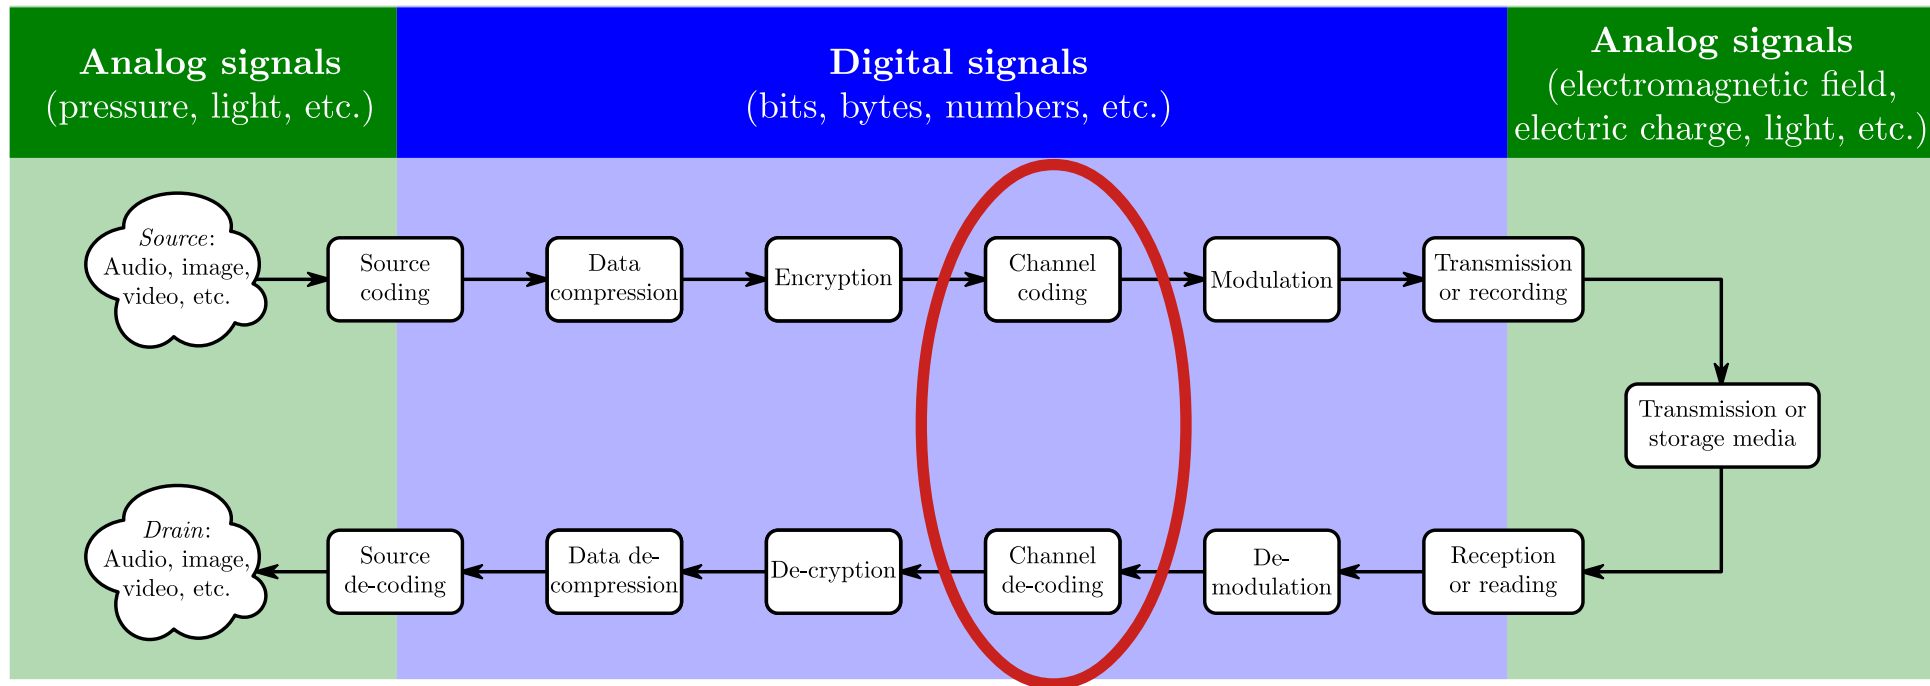 Analog signals
(pressure, light, etc.)
Digital signals
(bits, bytes, numbers, etc.)
Analog signals
(electromagnetic field,
electric charge, light, etc.)
Source:
Audio, image,
video, etc.
Source
coding
Data
compression
Encryption
Channel
coding
Modulation
Transmission
or recording
Transmission or
storage media
Drain:
Audio, image,
video, etc.
Source
de-coding
Data de-
compression
De-cryption
Channel
de-coding
De-
modulation
Reception
or reading